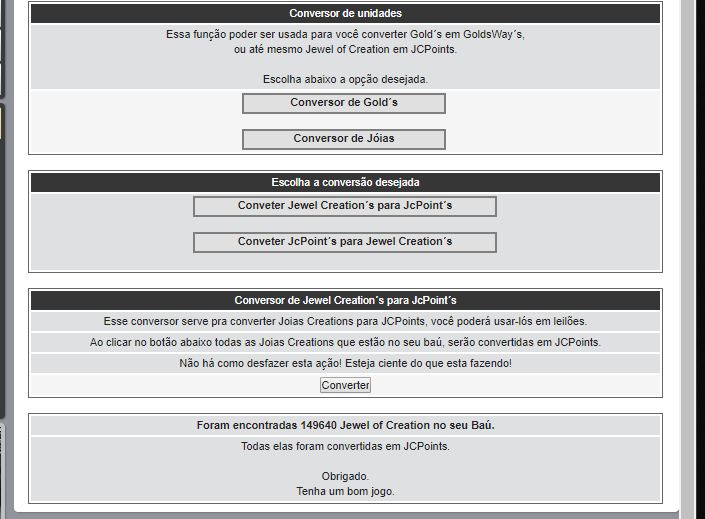 Conversor de unidades
Essa função poder ser usada para você converter Gold´s em GoldsWay´s,
ou até mesmo Jewel of Creation em JCPoints.
Escolha abaixo a opção desejada.
Conversor de Gold´s
Conversor de Jóias
Escolha a conversão desejada
Conveter Jewel Creation´s para JcPoint´s
Conveter JcPoint´s para Jewel Creation´s
Conversor de Jewel Creation´s para JcPoint´s
Esse conversor serve pra converter Joias Creations para JCPoints, você poderá usar-lós em leilões.
Ao clicar no botão abaixo todas as Joias Creations que estão no seu baú, serão convertidas em JCPoints.
Não há como desfazer esta ação! Esteja ciente do que esta fazendo!
Converter
Foram encontradas 149640 Jewel of Creation no seu Baú.
Todas elas foram convertidas em JCPoints.
Obrigado.
Tenha um bom jogo.